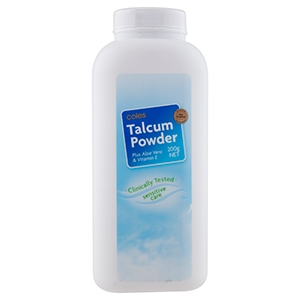 coles
Talcum
Powder
Plus Aloe Vera
& Vitamin E
200g
NET
Clinically Tested
sensitive
care